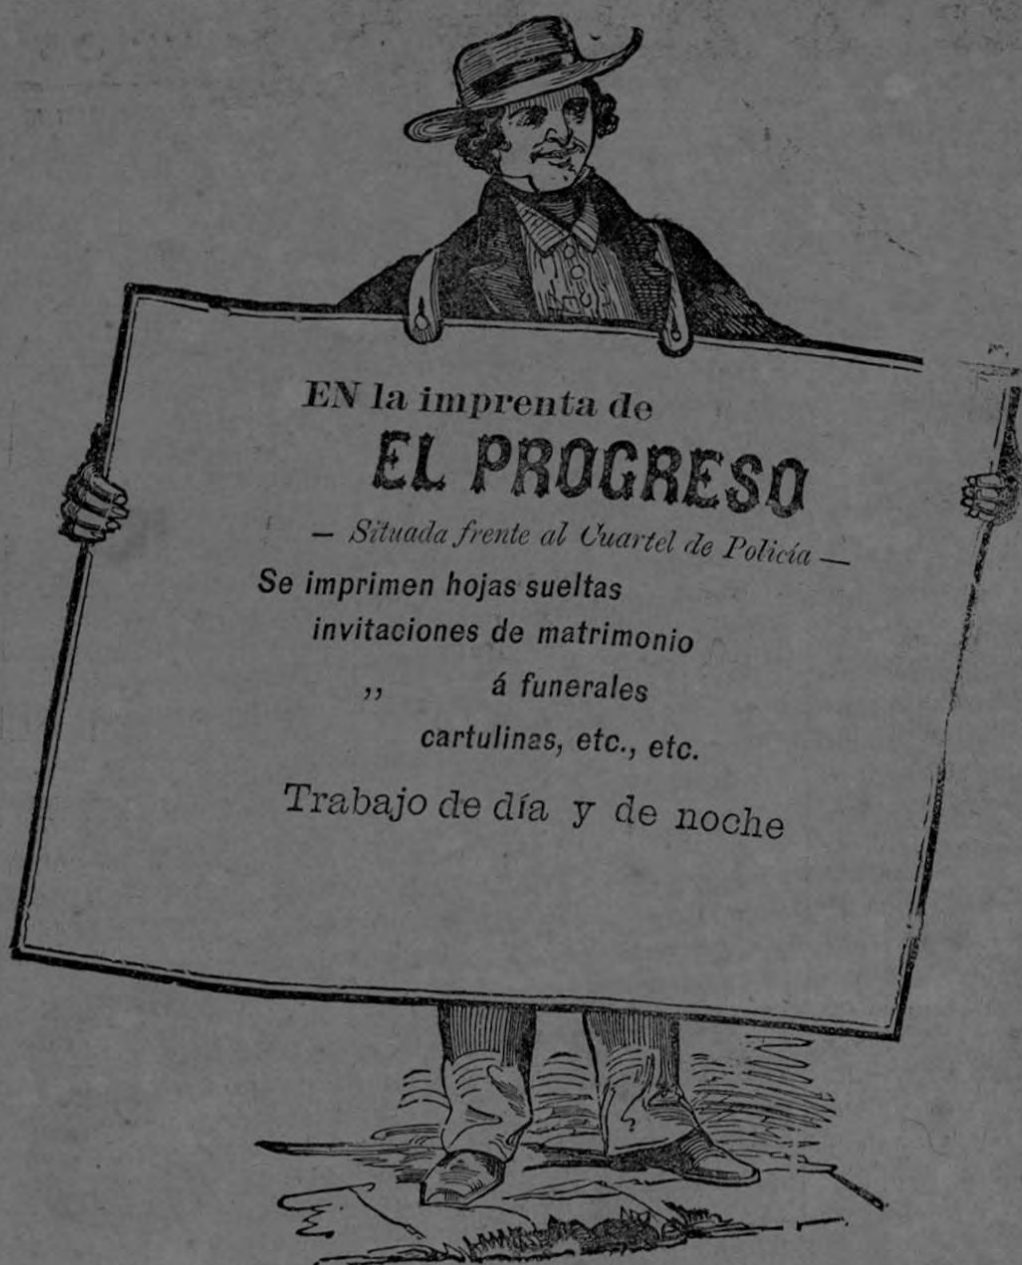 EN la imprenta de
EL PROGRESO
— Situada frente al Cuartel de Policía —
Se imprimen hojas sueltas
invitaciones de matrimonio
„ á funerales
cartulinas, etc., etc.
Trabajo de día y de noche